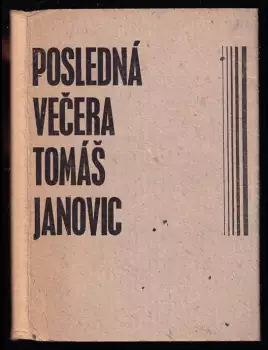 POSLEDNÁ
VEČERA
TOMÁŠ
JANOVIC